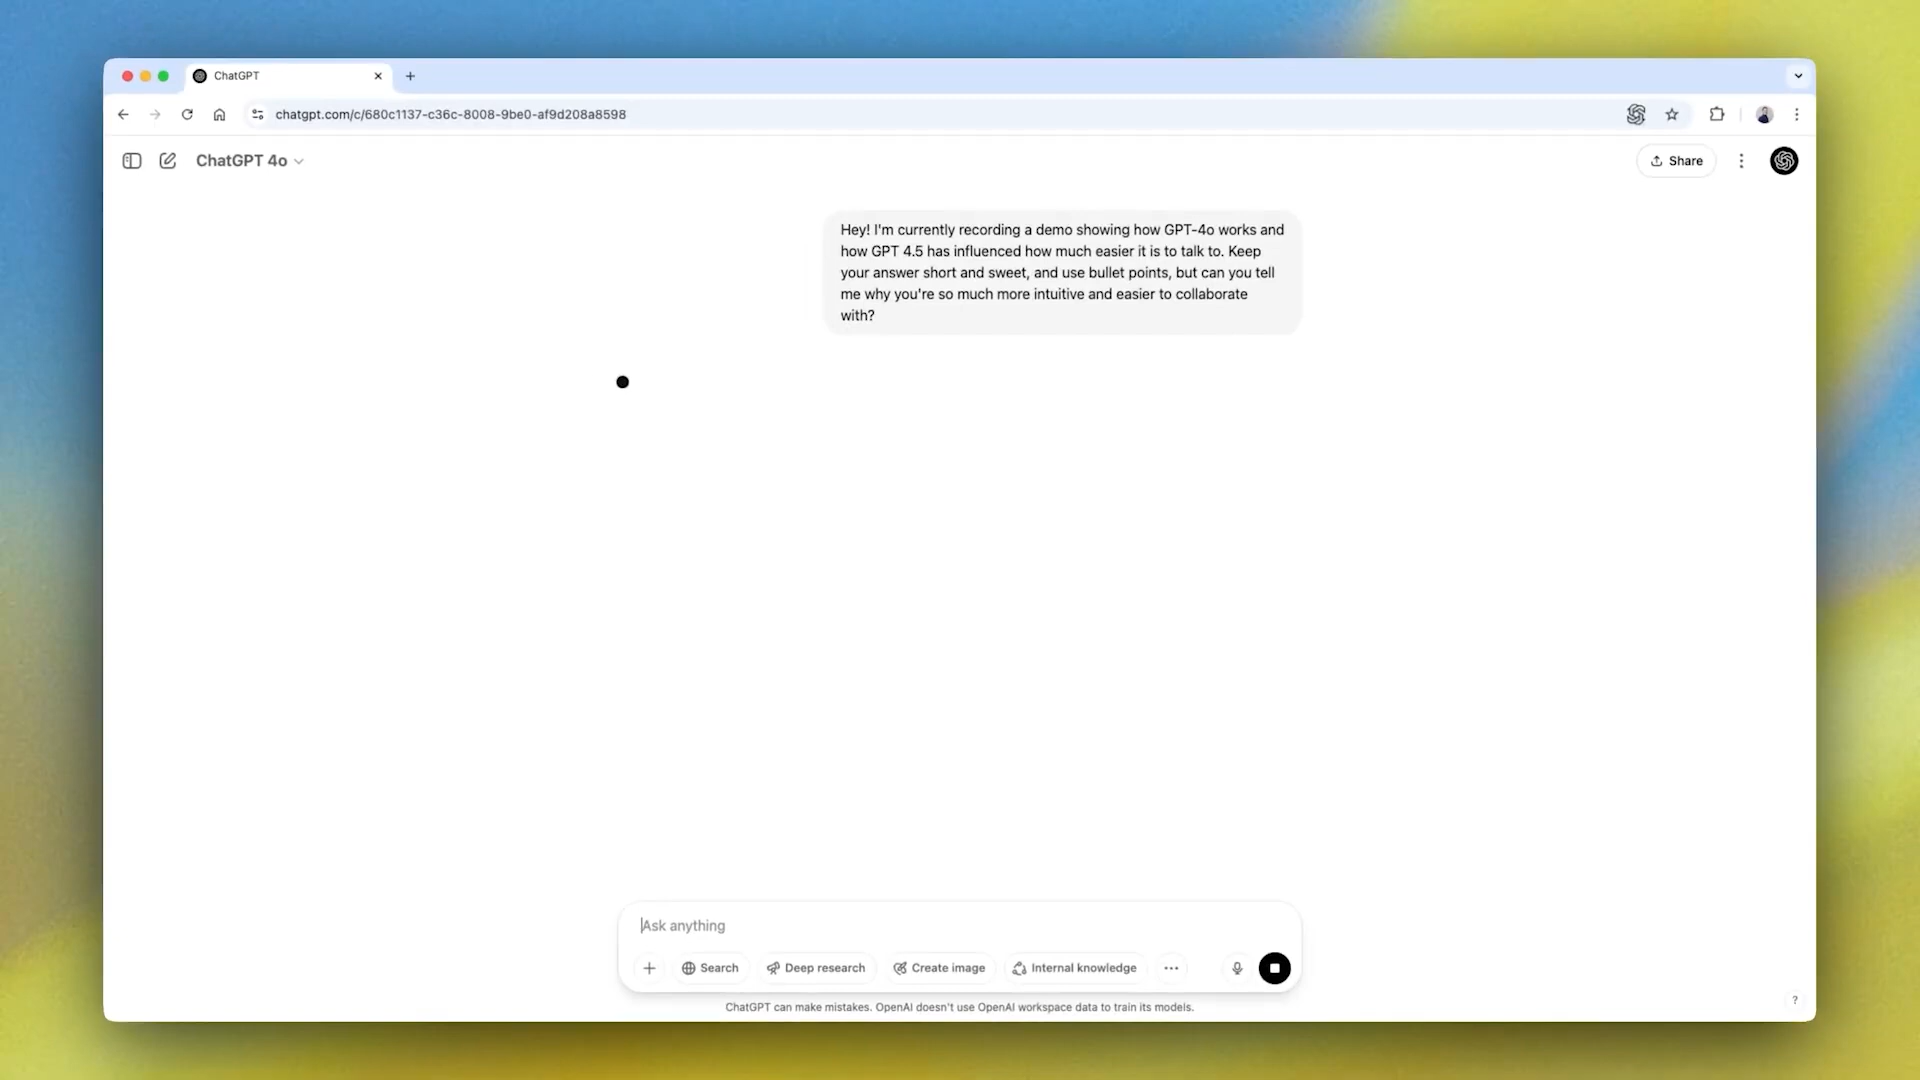 ChatGPT
chatgpt.com/c/680c1137-c36c-8008-9be0-af9d208a8598
ChatGPT 4o
Share
Hey! I'm currently recording a demo showing how GPT-4o works and
how GPT 4.5 has influenced how much easier it is to talk to. Keep
your answer short and sweet, and use bullet points, but can you tell
me why you're so much more intuitive and easier to collaborate
with?
Ask anything
Search
Deep research
Create image
Internal knowledge
ChatGPT can make mistakes. OpenAI doesn't use OpenAI workspace data to train its models.
?